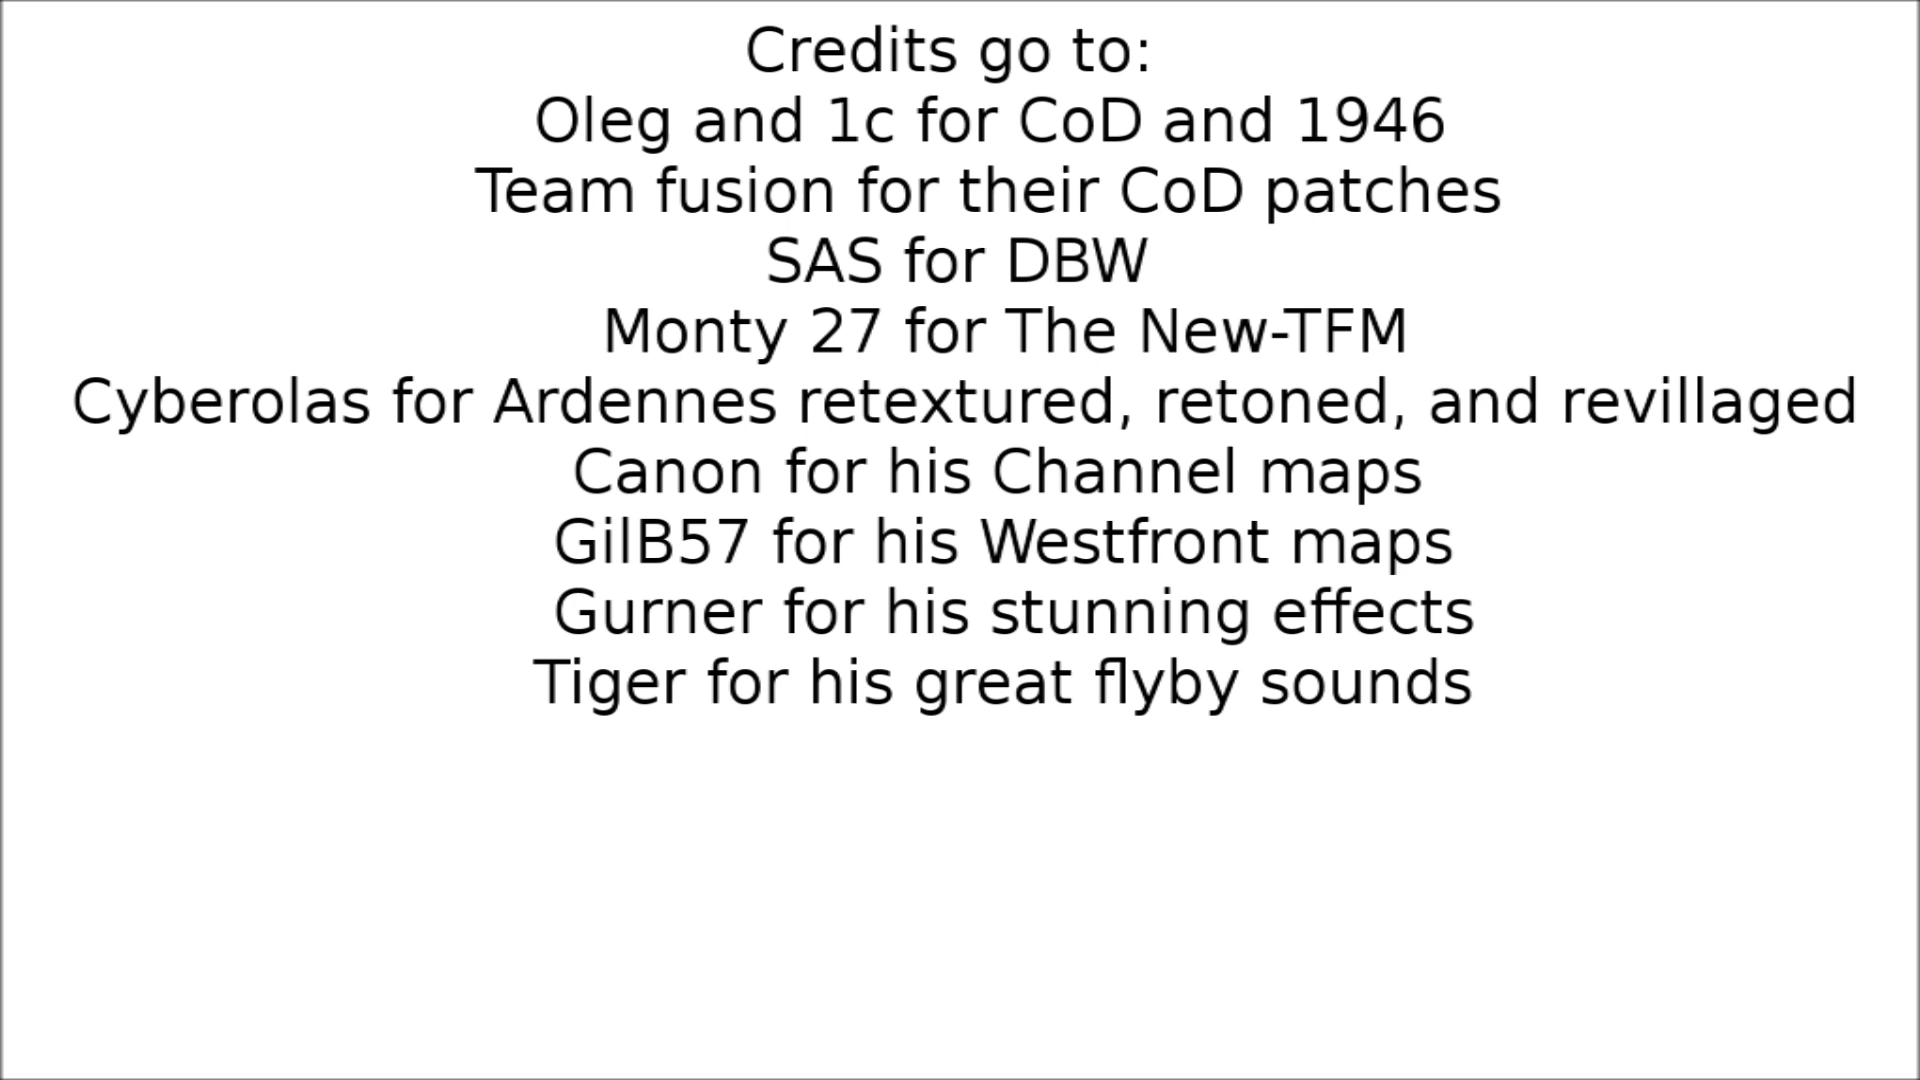 Credits go to:
Oleg and 1c for CoD and 1946
Team fusion for their CoD patches
SAS for DBW
Monty 27 for The New-TFM
Cyberolas for Ardennes retextured, retoned, and revillaged
Canon for his Channel maps
GilB57 for his Westfront maps
Gurner for his stunning effects
Tiger for his great flyby sounds